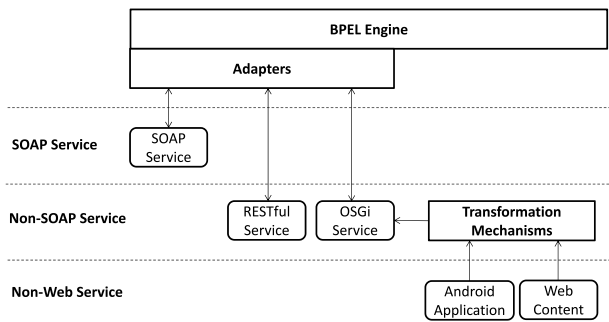 BPEL Engine
Adapters
SOAP Service
SOAP
Service
Non-SOAP Service
RESTful
Service
OSGi
Service
Transformation
Mechanisms
Non-Web Service
Android
Application
Web
Content